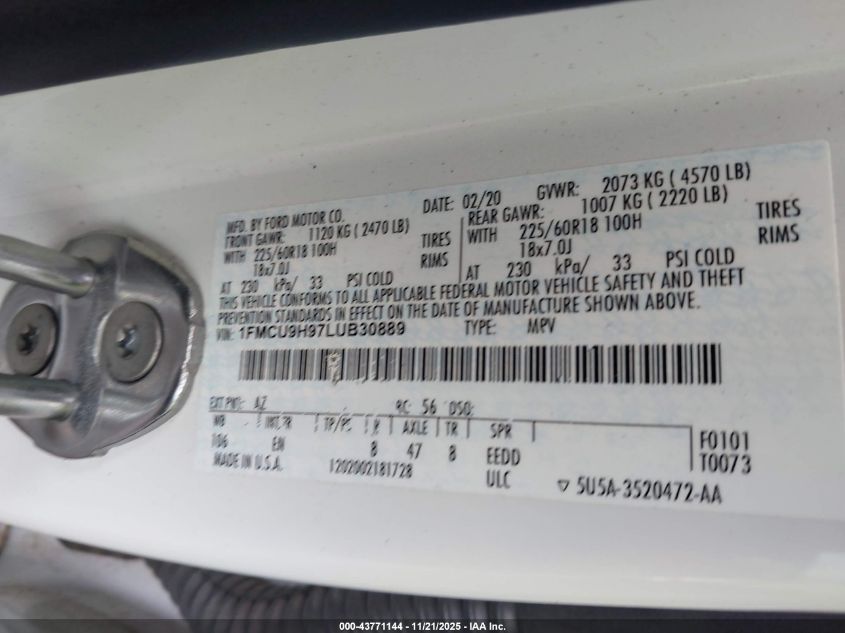 MFD. BY FORD MOTOR CO.
DATE: 02/20 GVWR: 2073 KG ( 4570 LB)
FRONT GAWR: 1120 KG ( 2470 LB)
REAR GAWR: 1007 KG ( 2220 LB)
WITH 225/60R18 100H TIRES
WITH 225/60R18 100H TIRES
18x7.0J RIMS
18x7.0J RIMS
AT 230 kPa/ 33 PSI COLD
AT 230 kPa/ 33 PSI COLD
THIS VEHICLE CONFORMS TO ALL APPLICABLE FEDERAL MOTOR VEHICLE SAFETY AND THEFT
PREVENTION STANDARDS IN EFFECT ON THE DATE OF MANUFACTURE SHOWN ABOVE.
VIN: 1FMCU9H97LUB30889 TYPE: MPV
EXT PNT: AZ RC: 56 DSO:
WB INT. TR TP/PS R AXLE TR SPR
106 EN 8 47 8 EEDD
F0101
T0073
MADE IN U.S.A. 1202002181728 ULC
5U5A-3520472-AA
000-43771144 - 11/21/2025 - IAA Inc.